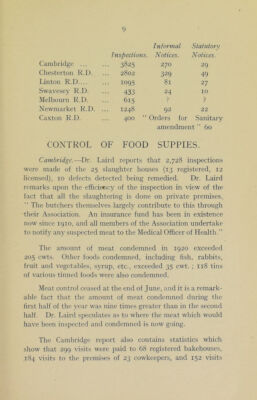 9
Informal Statutory
Inspections. Notices. Notices.
Cambridge ... ... 3825 270 29
Chesterton R.D. ... 2802 329 49
Linton R.D.... ... 1095 81 27
Swavesey R.D. ... 433 24 10
Melbourn R.D. ... 615 ? ?
Newmarket R.D. ... 1248 92 22
Caxton R.D. ... 400 “ Orders for Sanitary
amendment ” 60
CONTROL OF FOOD SUPPIES.
Cambridge.—Dr. Laird reports that 2,728 inspections
were made of the 25 slaughter houses (13 registered, 12
licensed), 10 defects detected being remedied. Dr. Laird
remarks upon the efficiency of the inspection in view of the
fact that all the slaughtering is done on private premises.
“ The butchers themselves largely contribute to this through
their Association. An insurance fund has been in existence
now since 1910, and all members of the Association undertake
to notify any suspected meat to the Medical Officer of Health.”
The amount of meat condemned in 1920 exceeded
205 cwts. Other foods condemned, including fish, rabbits,
fruit and vegetables, syrup, etc., exceeded 35 cwt. ; 118 tins
of various tinned foods were also condemned.
Meat control ceased at the end of June, and it is a remark-
able fact that the amount of meat condemned during the
first half of the year was nine times greater than in the second
half. Dr. Laird speculates as to where the meat which would
have been inspected and condemned is now going.
The Cambridge report also contains statistics which
show that 299 visits were paid to 68 registered bakehouses,
184 visits to the premises of 23 cowkeepers, and 152 visits